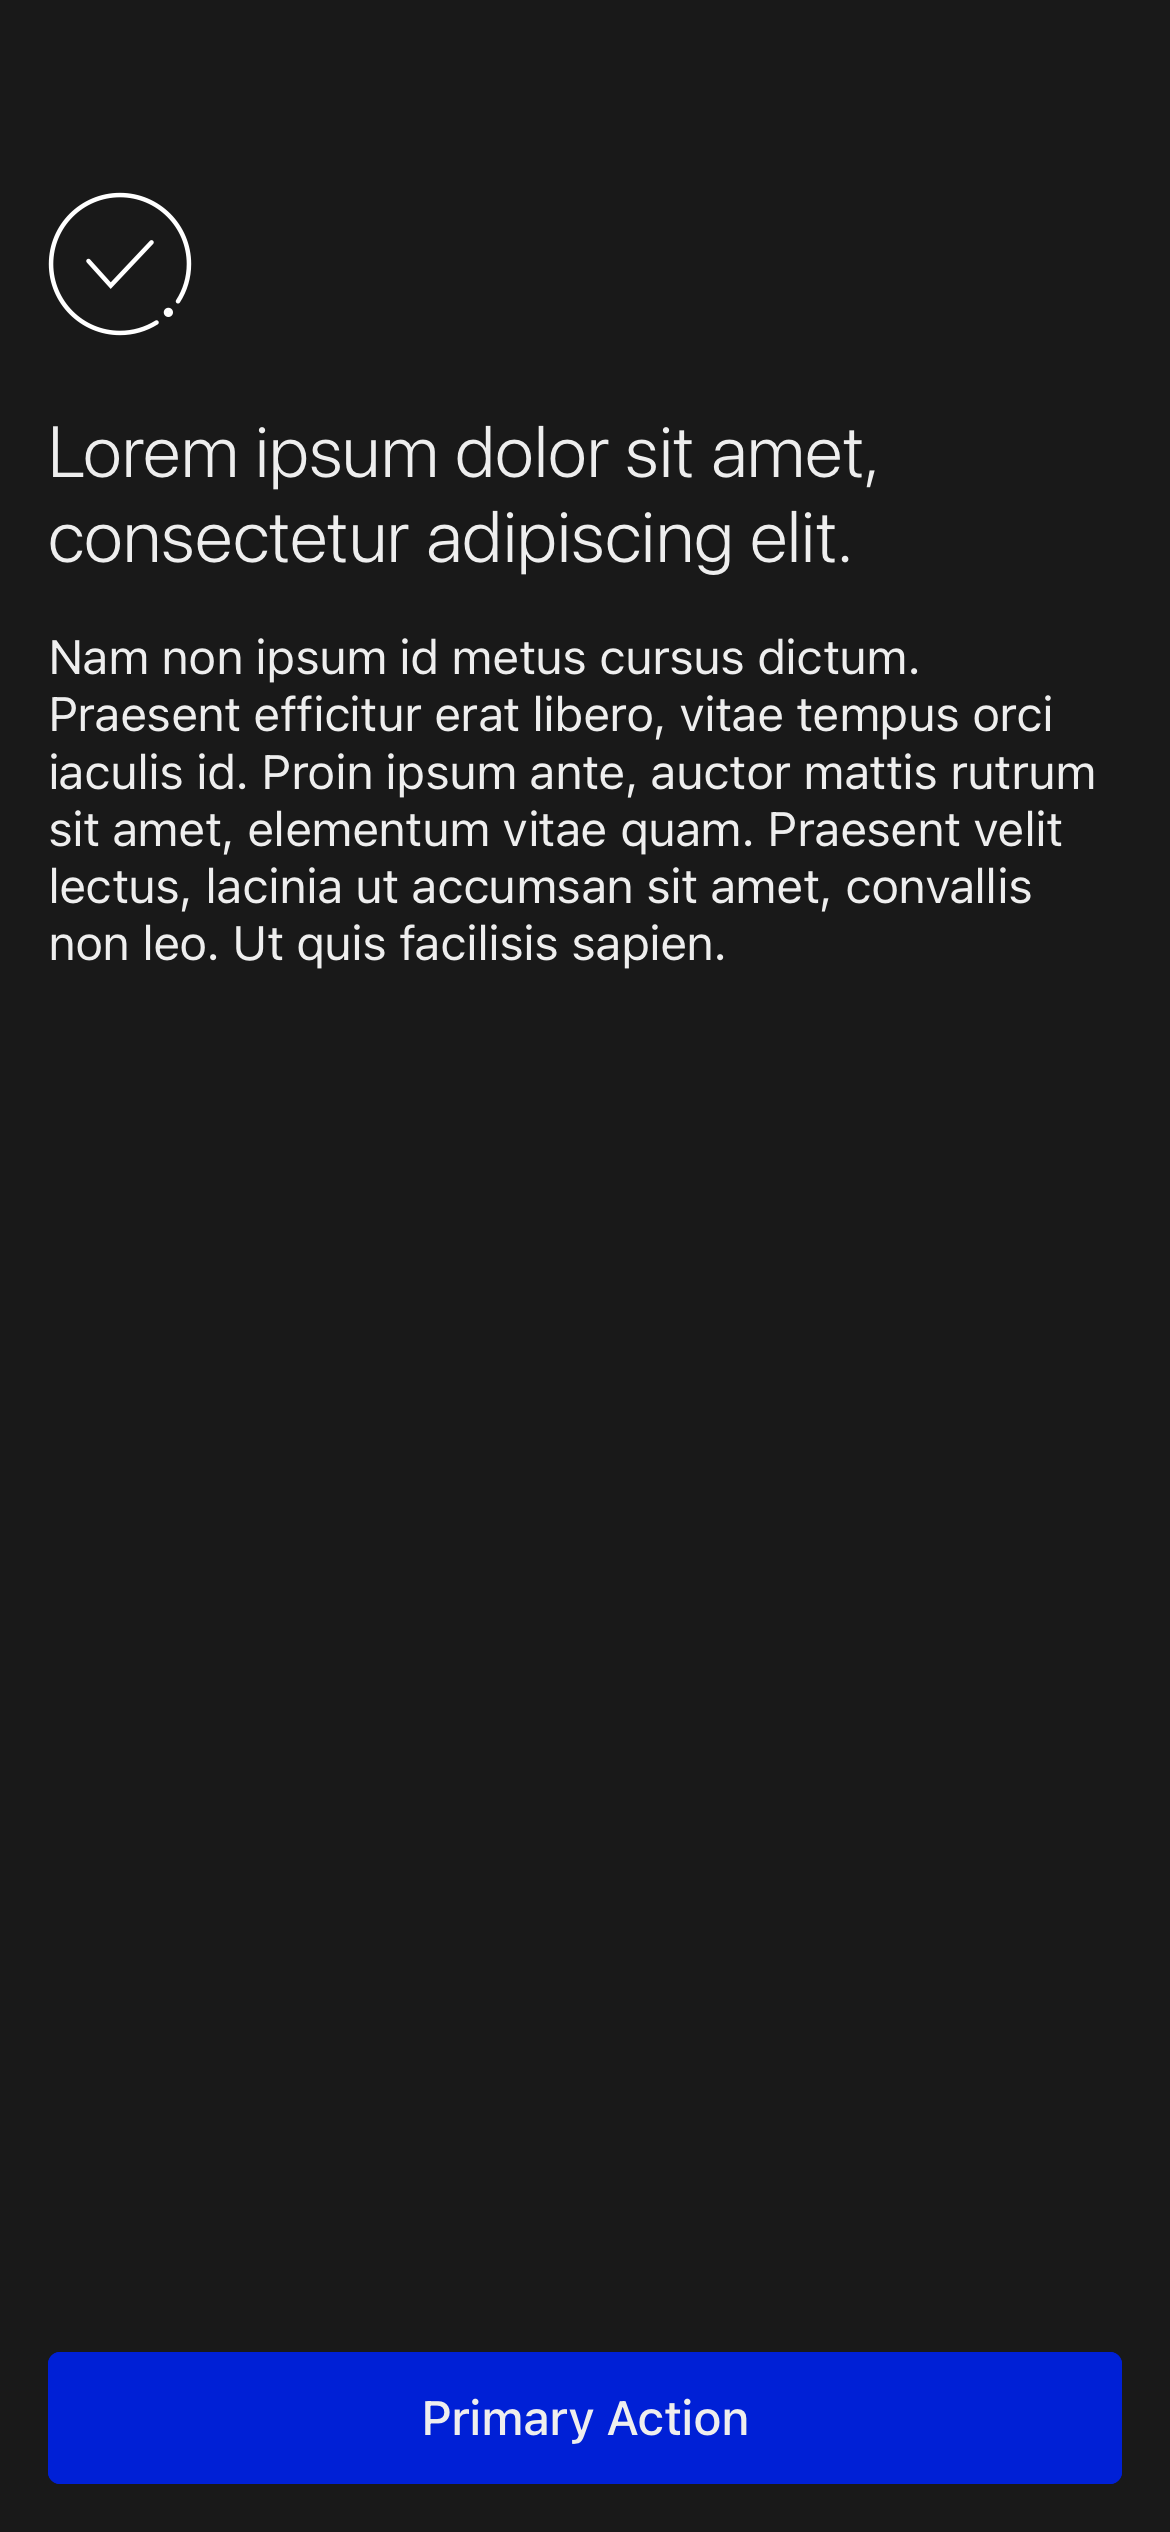 Lorem ipsum dolor sit amet,
consectetur adipiscing elit.
Nam non ipsum id metus cursus dictum.
Praesent efficitur erat libero, vitae tempus orci
iaculis id. Proin ipsum ante, auctor mattis rutrum
sit amet, elementum vitae quam. Praesent velit
lectus, lacinia ut accumsan sit amet, convallis
non leo. Ut quis facilisis sapien.
Primary Action